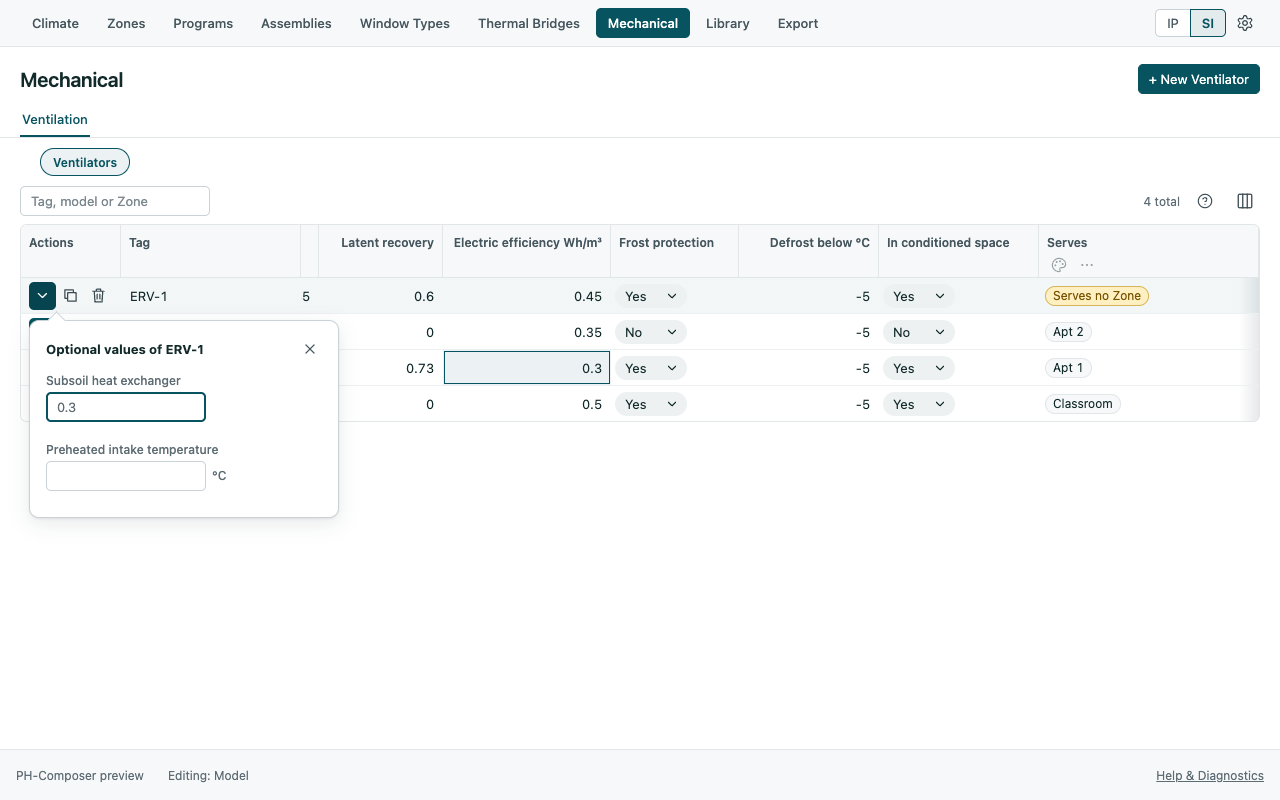 Climate Zones Programs Assemblies Window Types Thermal Bridges Mechanical Library Export IP SI
Mechanical
+ New Ventilator
Ventilation
Ventilators
Tag, model or Zone
4 total
Actions Tag Latent recovery Electric efficiency Wh/m³ Frost protection Defrost below °C In conditioned space Serves
ERV-1 5 0.6 0.45 Yes -5 Yes Serves no Zone
0 0.35 No -5 No Apt 2
0.73 0.3 Yes -5 Yes Apt 1
0 0.5 Yes -5 Yes Classroom
Optional values of ERV-1
Subsoil heat exchanger
0.3
Preheated intake temperature
°C
PH-Composer preview Editing: Model Help & Diagnostics